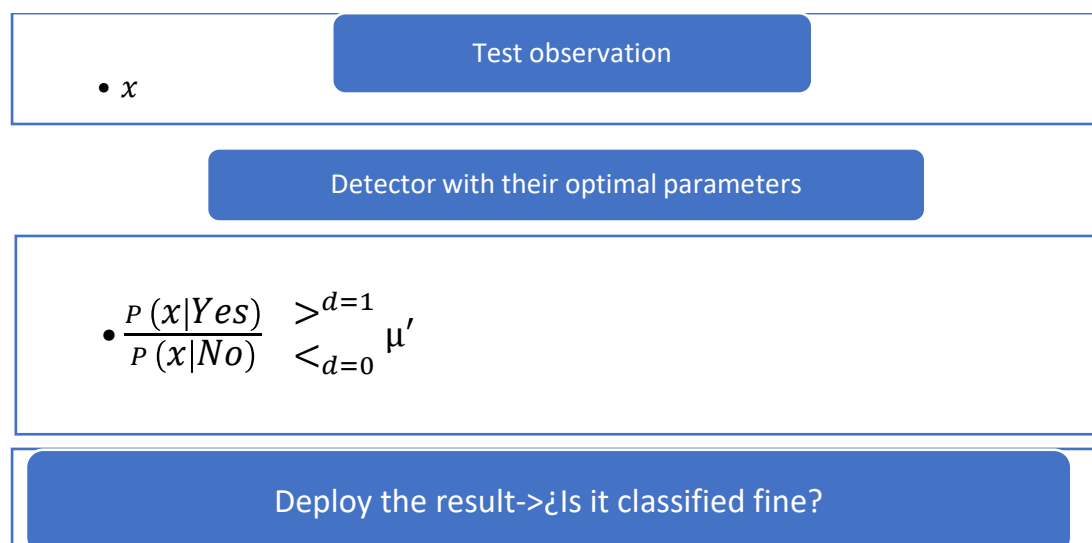 Test observation
• x
Detector with their optimal parameters
• P (x|Yes) / P (x|No) >d=1 <d=0 μ′
Deploy the result->¿Is it classified fine?